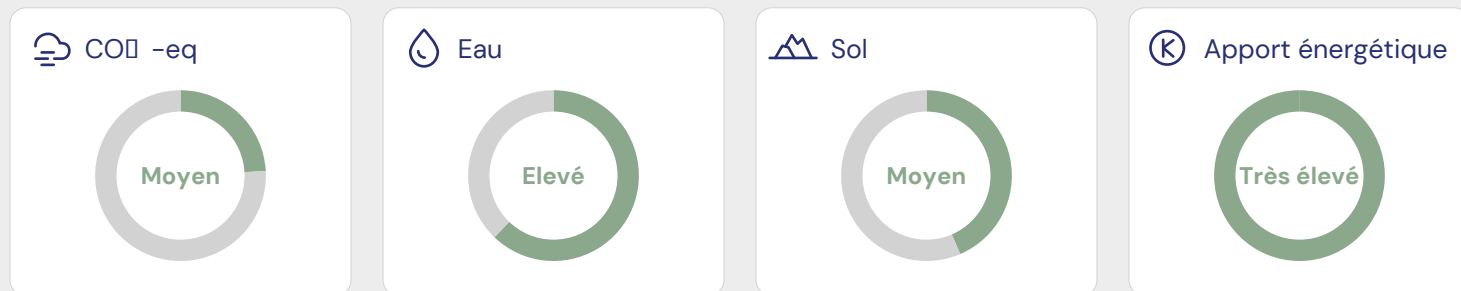 CO▯ -eq
Moyen
Eau
Elevé
Sol
Moyen
Apport énergétique
Très élevé